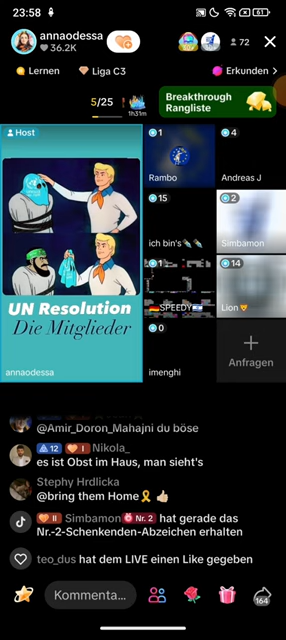 23:58
61
annaodessa
36.2K
72
Lernen
Liga C3
Erkunden >
5/25
1h31m
Breakthrough
Rangliste
Host
1
Rambo
4
Andreas J
15
ich bin's
2
Simbamon
1
SPEEDY
14
Lion
0
imenghi
Anfragen
UN Resolution
Die Mitglieder
annaodessa
@Amir_Doron_Mahajni du böse
12 I Nikola_
es ist Obst im Haus, man sieht's
Stephy Hrdlicka
@bring them Home
II Simbamon Nr. 2 hat gerade das
Nr.-2-Schenkenden-Abzeichen erhalten
teo_dus hat dem LIVE einen Like gegeben
Kommenta...
164